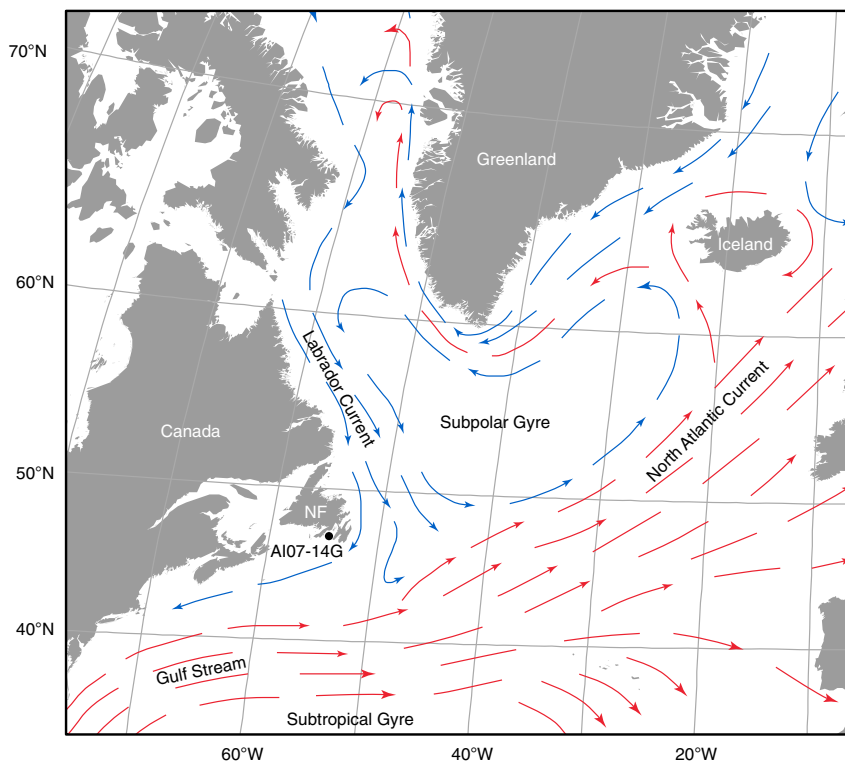 70°N
Greenland
Iceland
60°N
Labrador Current
North Atlantic Current
Subpolar Gyre
Canada
50°N
NF
AI07-14G
40°N
Gulf Stream
Subtropical Gyre
60°W
40°W
20°W